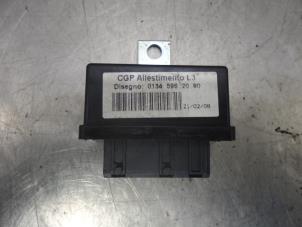 CGP Allestimento L3
Disegno: 0134 596 20 80
21/02/08